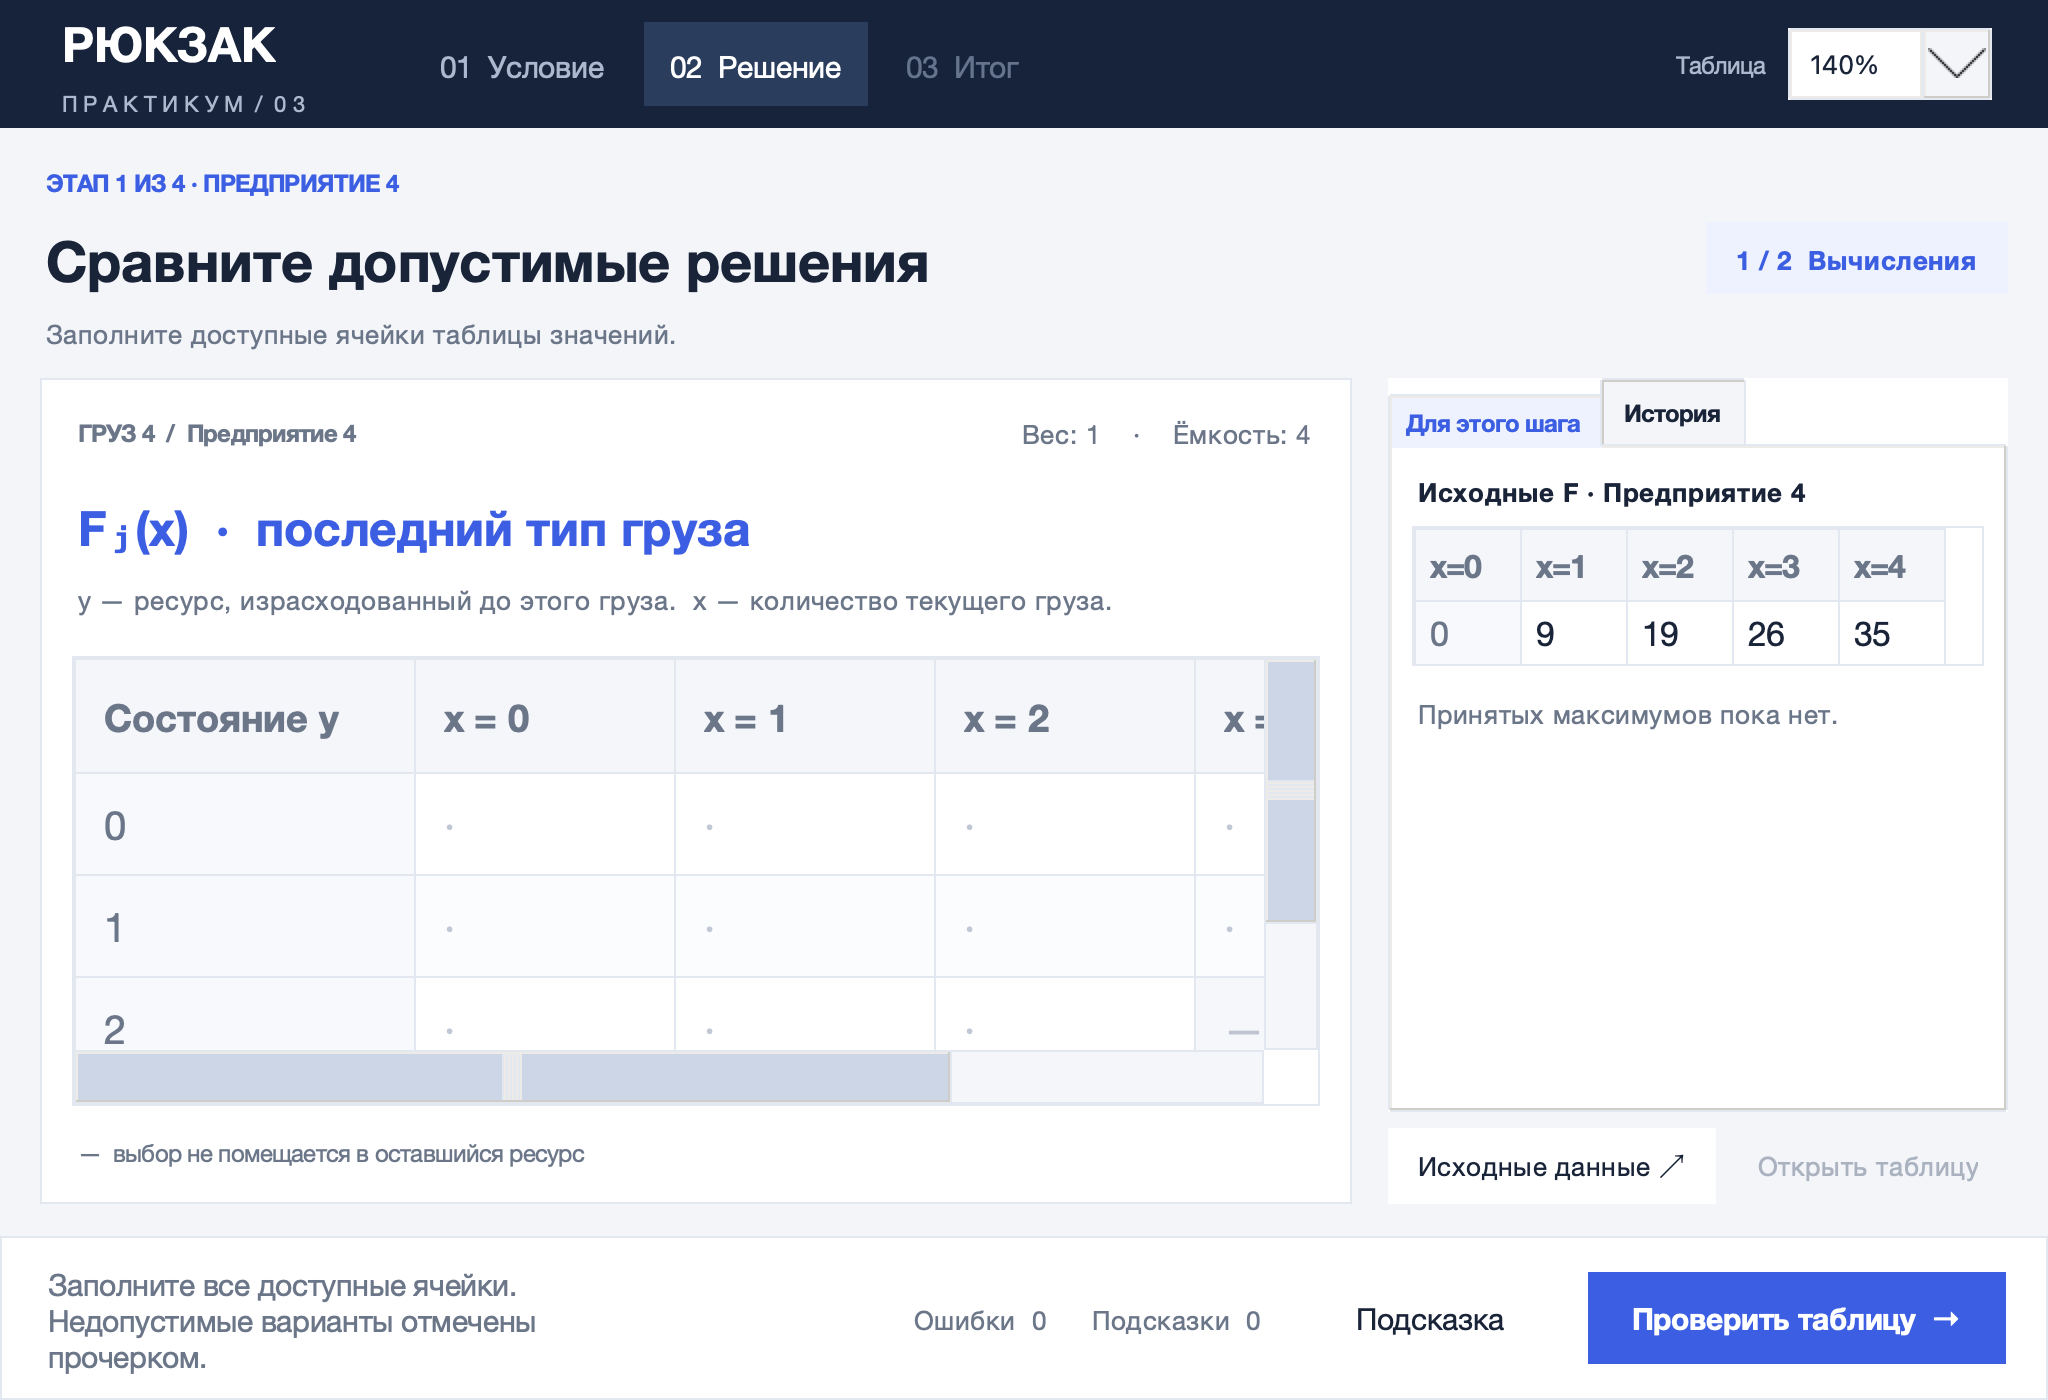 РЮКЗАК
ПРАКТИКУМ / 03
01 Условие
02 Решение
03 Итог
Таблица
140%
ЭТАП 1 ИЗ 4 · ПРЕДПРИЯТИЕ 4
Сравните допустимые решения
1 / 2 Вычисления
Заполните доступные ячейки таблицы значений.
ГРУЗ 4 / Предприятие 4
Вес: 1 · Ёмкость: 4
Fⱼ(x) · последний тип груза
y — ресурс, израсходованный до этого груза. x — количество текущего груза.
Состояние y x = 0 x = 1 x = 2 x =
0 · · · ·
1 · · · ·
2 · · · —
— выбор не помещается в оставшийся ресурс
Для этого шага
История
Исходные F · Предприятие 4
x=0 x=1 x=2 x=3 x=4
0 9 19 26 35
Принятых максимумов пока нет.
Исходные данные ↗
Открыть таблицу
Заполните все доступные ячейки.
Недопустимые варианты отмечены
прочерком.
Ошибки 0
Подсказки 0
Подсказка
Проверить таблицу →